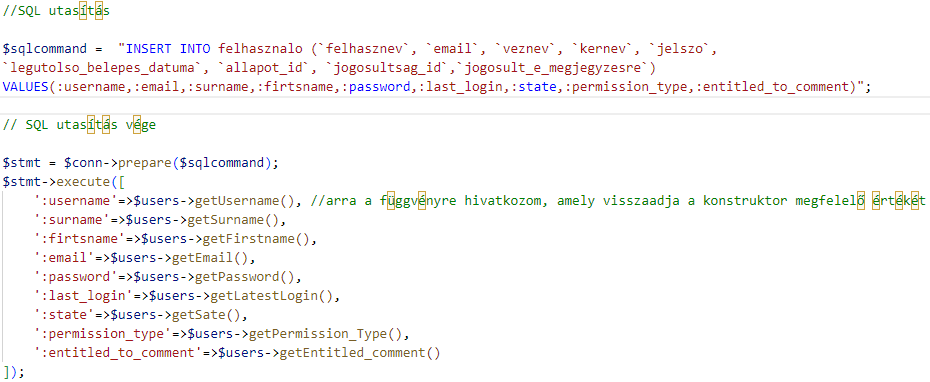 //SQL utasítás
$sqlcommand =  "INSERT INTO felhasznalo (`felhasznev`, `email`, `veznev`, `kernev`, `jelszo`,
`legutolso_belepes_datuma`, `allapot_id`, `jogosultsag_id`,`jogosult_e_megjegyzesre`)
VALUES(:username,:email,:surname,:firtsname,:password,:last_login,:state,:permission_type,:entitled_to_comment)";
// SQL utasítás vége
$stmt = $conn->prepare($sqlcommand);
$stmt->execute([
':username'=>$users->getUsername(), //arra a függvényre hivatkozom, amely visszaadja a konstruktor megfelelő értékét
':surname'=>$users->getSurname(),
':firtsname'=>$users->getFirstname(),
':email'=>$users->getEmail(),
':password'=>$users->getPassword(),
':last_login'=>$users->getLatestLogin(),
':state'=>$users->getSate(),
':permission_type'=>$users->getPermission_Type(),
':entitled_to_comment'=>$users->getEntitled_comment()
]);